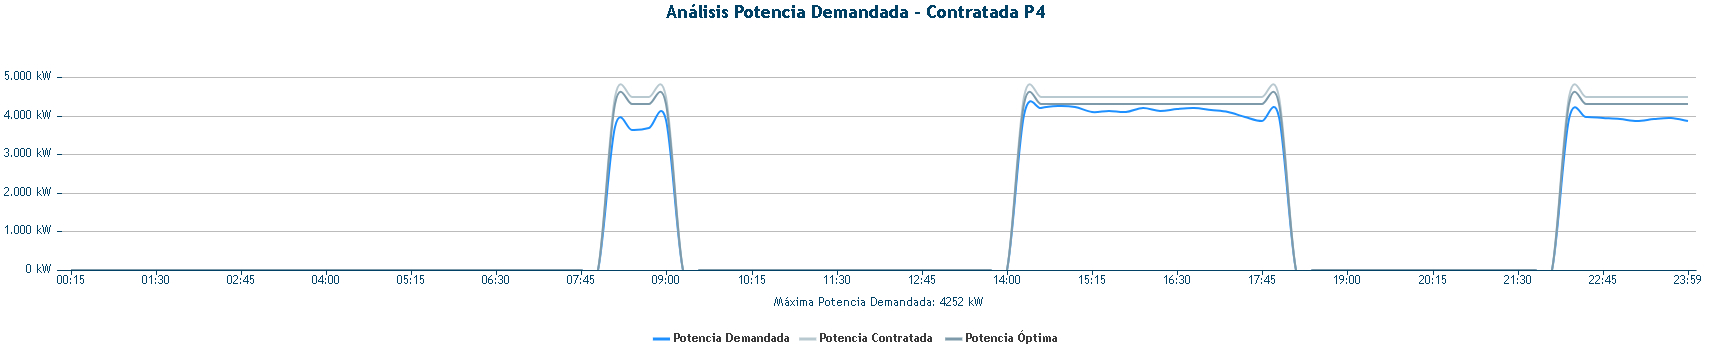 Análisis Potencia Demandada - Contratada P4
5.000 kW
4.000 kW
3.000 kW
2.000 kW
1.000 kW
0 kW
00:15 01:30 02:45 04:00 05:15 06:30 07:45 09:00 10:15 11:30 12:45 14:00 15:15 16:30 17:45 19:00 20:15 21:30 22:45 23:59
Máxima Potencia Demandada: 4252 kW
Potencia Demandada Potencia Contratada Potencia Óptima